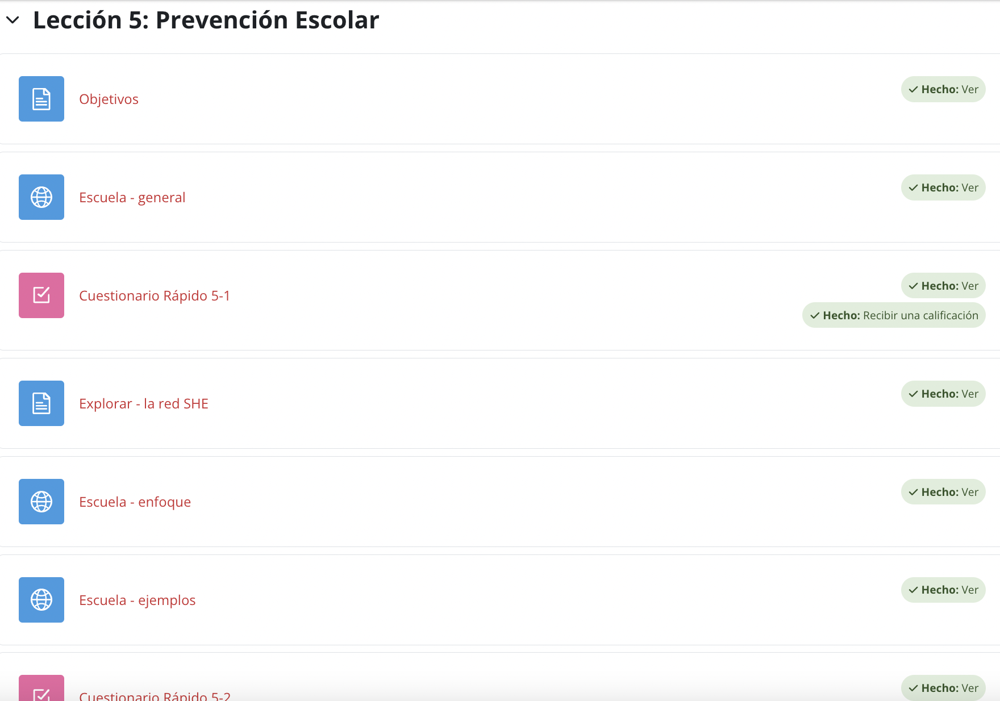 Lección 5: Prevención Escolar
Objetivos
Hecho: Ver
Escuela - general
Hecho: Ver
Cuestionario Rápido 5-1
Hecho: Ver
Hecho: Recibir una calificación
Explorar - la red SHE
Hecho: Ver
Escuela - enfoque
Hecho: Ver
Escuela - ejemplos
Hecho: Ver
Cuestionario Rápido 5-2
Hecho: Ver